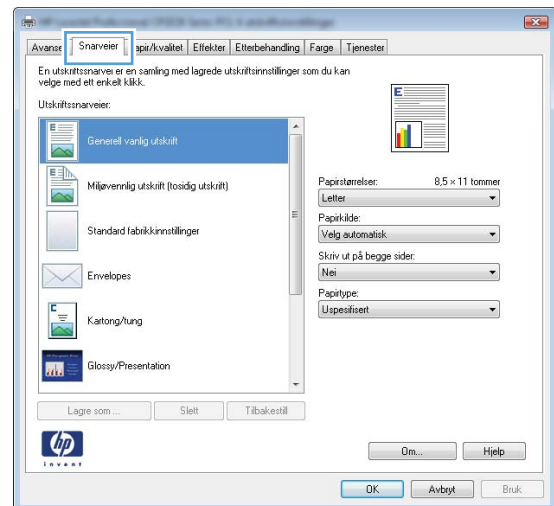 Snarveier
Papir/kvalitet
Effekter
Etterbehandling
Farge
Tjenester
En utskriftssnarvei er en samling med lagrede utskriftsinnstillinger som du kan
velge med ett enkelt klikk.
Utskriftssnarveier:
Generell vanlig utskrift
Miljøvennlig utskrift (tosidig utskrift)
Standard fabrikkinnstillinger
Envelopes
Kartong/tung
Glossy/Presentation
Lagre som ...
Slett
Tilbakestill
E
Papirstørrelser: 8,5 × 11 tommer
Letter
Papirkilde:
Velg automatisk
Skriv ut på begge sider:
Nei
Papirtype:
Uspesifisert
hp
invent
Om...
Hjelp
OK
Avbryt
Bruk